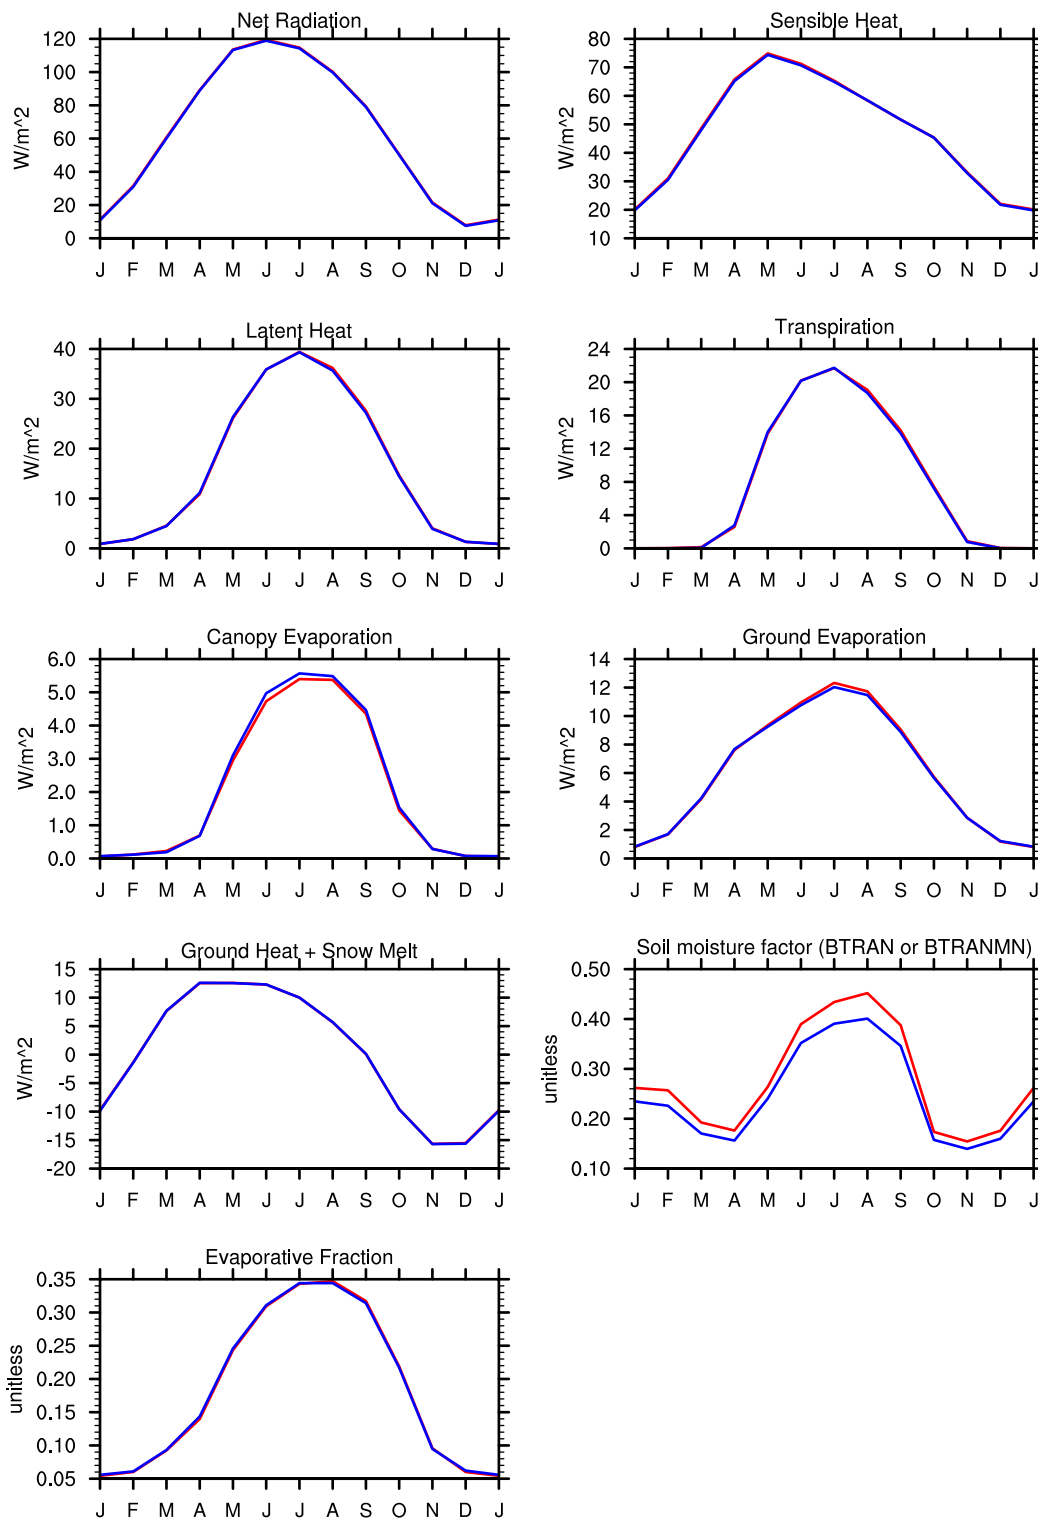 Net Radiation
120
100
80
60
40
20
0
W/m^2
J F M A M J J A S O N D J
Sensible Heat
80
70
60
50
40
30
20
10
W/m^2
J F M A M J J A S O N D J
Latent Heat
40
30
20
10
0
W/m^2
J F M A M J J A S O N D J
Transpiration
24
20
16
12
8
4
0
W/m^2
J F M A M J J A S O N D J
Canopy Evaporation
6.0
5.0
4.0
3.0
2.0
1.0
0.0
W/m^2
J F M A M J J A S O N D J
Ground Evaporation
14
12
10
8
6
4
2
0
W/m^2
J F M A M J J A S O N D J
Ground Heat + Snow Melt
15
10
5
0
-5
-10
-15
-20
W/m^2
J F M A M J J A S O N D J
Soil moisture factor (BTRAN or BTRANMN)
0.50
0.40
0.30
0.20
0.10
unitless
J F M A M J J A S O N D J
Evaporative Fraction
0.35
0.30
0.25
0.20
0.15
0.10
0.05
unitless
J F M A M J J A S O N D J